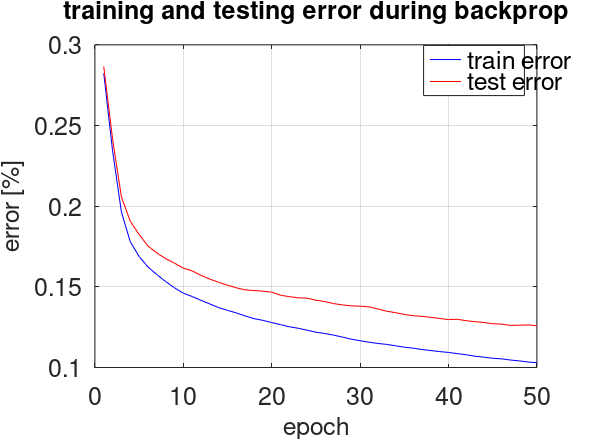 training and testing error during backprop
0.3
train error
test error
0.25
0.2
0.15
0.1
error [%]
0
10
20
30
40
50
epoch